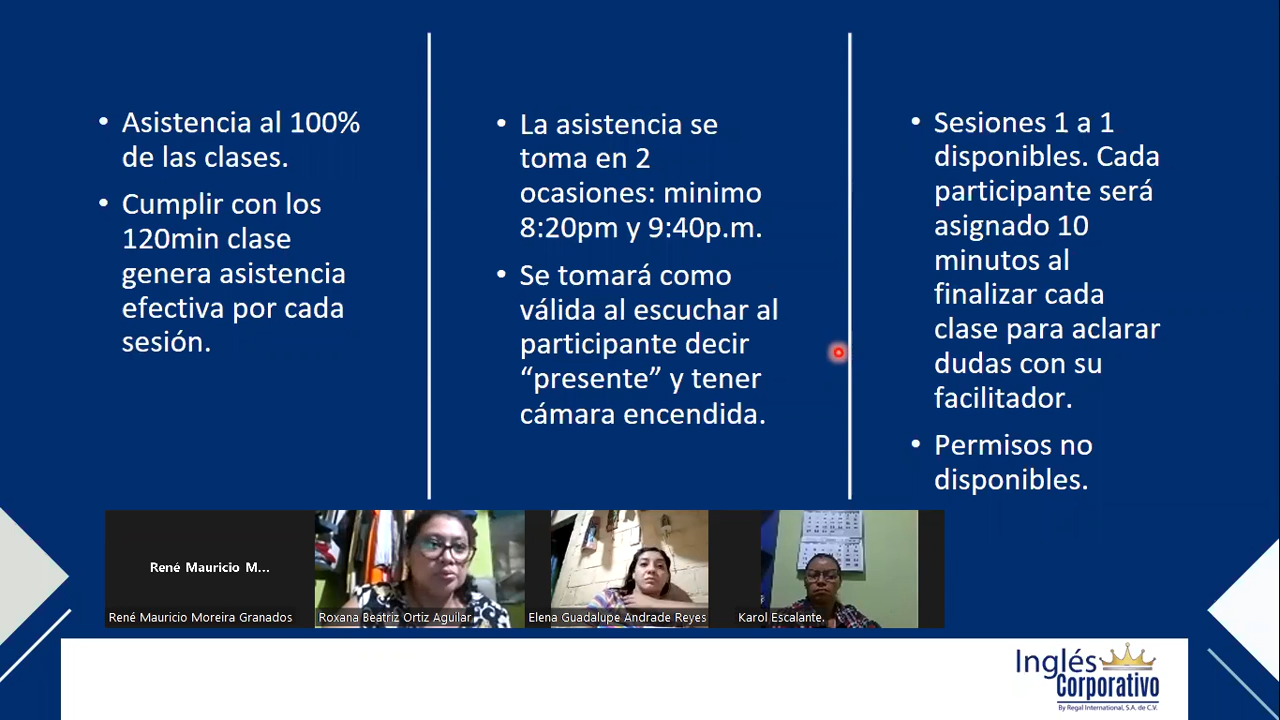 • Asistencia al 100%
de las clases.
• Cumplir con los
120min clase
genera asistencia
efectiva por cada
sesión.
• La asistencia se
toma en 2
ocasiones: minimo
8:20pm y 9:40p.m.
• Se tomará como
válida al escuchar al
participante decir
“presente” y tener
cámara encendida.
• Sesiones 1 a 1
disponibles. Cada
participante será
asignado 10
minutos al
finalizar cada
clase para aclarar
dudas con su
facilitador.
• Permisos no
disponibles.
René Mauricio M...
René Mauricio Moreira Granados
Roxana Beatriz Ortiz Aguilar
Elena Guadalupe Andrade Reyes
Karol Escalante.
Inglés
Corporativo
By Regal International, S.A. de C.V.